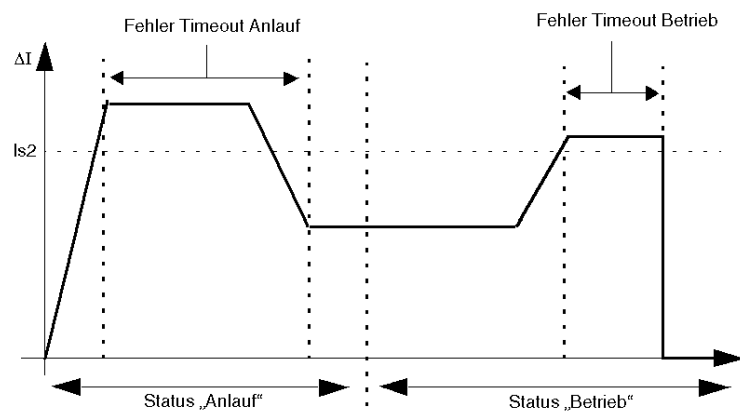 Fehler Timeout Anlauf
Fehler Timeout Betrieb
ΔI
Is2
Status „Anlauf“
Status „Betrieb“